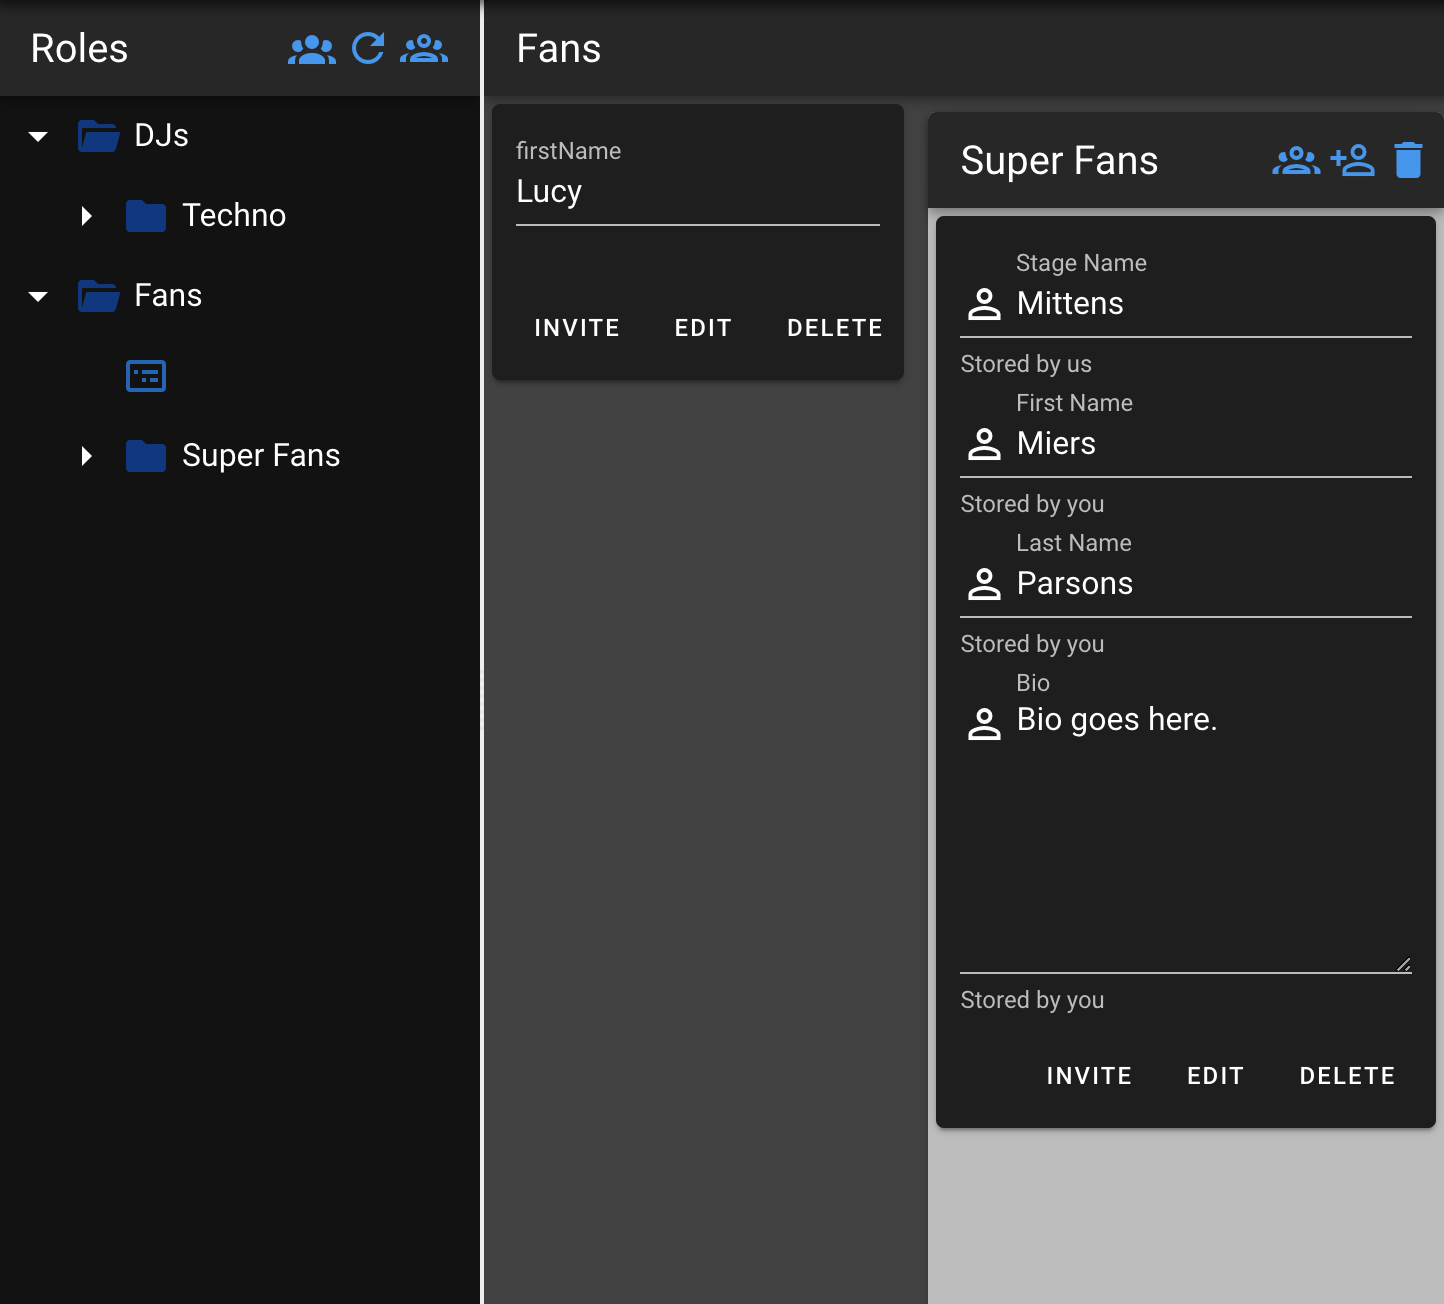 Roles
DJs
Techno
Fans
Super Fans
Fans
firstName
Lucy
INVITE EDIT DELETE
Super Fans
Stage Name
Mittens
Stored by us
First Name
Miers
Stored by you
Last Name
Parsons
Stored by you
Bio
Bio goes here.
Stored by you
INVITE EDIT DELETE